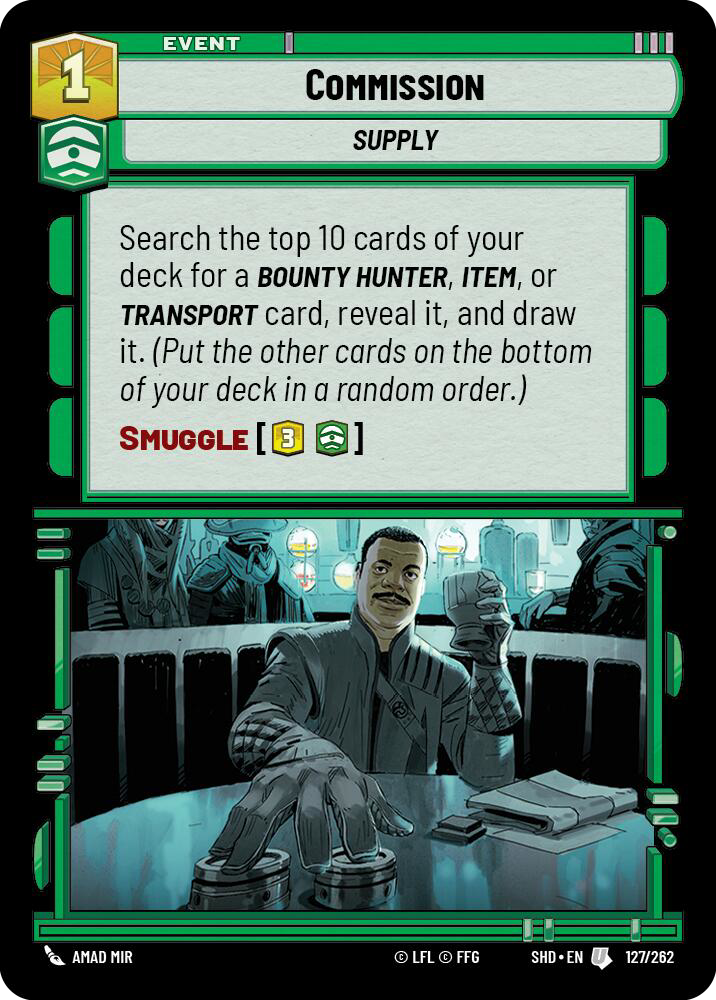 EVENT
1
COMMISSION
SUPPLY
Search the top 10 cards of your
deck for a BOUNTY HUNTER, ITEM, or
TRANSPORT card, reveal it, and draw
it. (Put the other cards on the bottom
of your deck in a random order.)
SMUGGLE [3 ]
AMAD MIR
© LFL © FFG
SHD • EN U 127/262